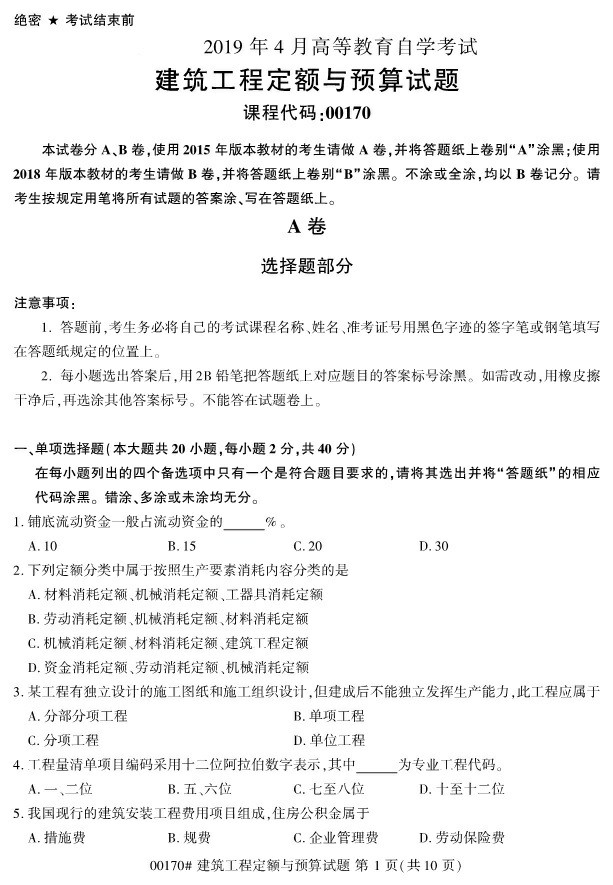 绝密 ★ 考试结束前
2019 年 4 月高等教育自学考试
建筑工程定额与预算试题
课程代码:00170
本试卷分 A、B 卷,使用 2015 年版本教材的考生请做 A 卷,并将答题纸上卷别“A”涂黑;使用
2018 年版本教材的考生请做 B 卷,并将答题纸上卷别“B”涂黑。不涂或全涂,均以 B 卷记分。请
考生按规定用笔将所有试题的答案涂、写在答题纸上。
A 卷
选择题部分
注意事项:
1. 答题前,考生务必将自己的考试课程名称、姓名、准考证号用黑色字迹的签字笔或钢笔填写
在答题纸规定的位置上。
2. 每小题选出答案后,用 2B 铅笔把答题纸上对应题目的答案标号涂黑。如需改动,用橡皮擦
干净后,再选涂其他答案标号。不能答在试题卷上。
一、单项选择题(本大题共 20 小题,每小题 2 分,共 40 分)
在每小题列出的四个备选项中只有一个是符合题目要求的,请将其选出并将“答题纸”的相应
代码涂黑。错涂、多涂或未涂均无分。
1. 铺底流动资金一般占流动资金的_____%。
A. 10 B. 15 C. 20 D. 30
2. 下列定额分类中属于按照生产要素消耗内容分类的是
A. 材料消耗定额、机械消耗定额、工器具消耗定额
B. 劳动消耗定额、机械消耗定额、材料消耗定额
C. 机械消耗定额、材料消耗定额、建筑工程定额
D. 资金消耗定额、劳动消耗定额、机械消耗定额
3. 某工程有独立设计的施工图纸和施工组织设计,但建成后不能独立发挥生产能力,此工程应属于
A. 分部分项工程 B. 单项工程
C. 分项工程 D. 单位工程
4. 工程量清单项目编码采用十二位阿拉伯数字表示,其中_____为专业工程代码。
A. 一、二位 B. 五、六位 C. 七至八位 D. 十至十二位
5. 我国现行的建筑安装工程费用项目组成,住房公积金属于
A. 措施费 B. 规费 C. 企业管理费 D. 劳动保险费
00170# 建筑工程定额与预算试题 第 1 页(共 10 页)